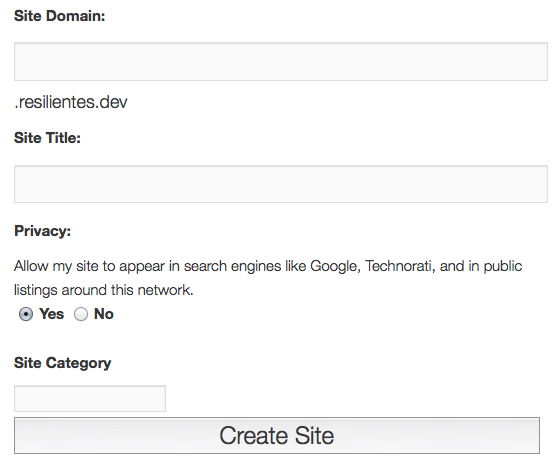 Site Domain:
.resilientes.dev
Site Title:
Privacy:
Allow my site to appear in search engines like Google, Technorati, and in public
listings around this network.
Yes No
Site Category
Create Site